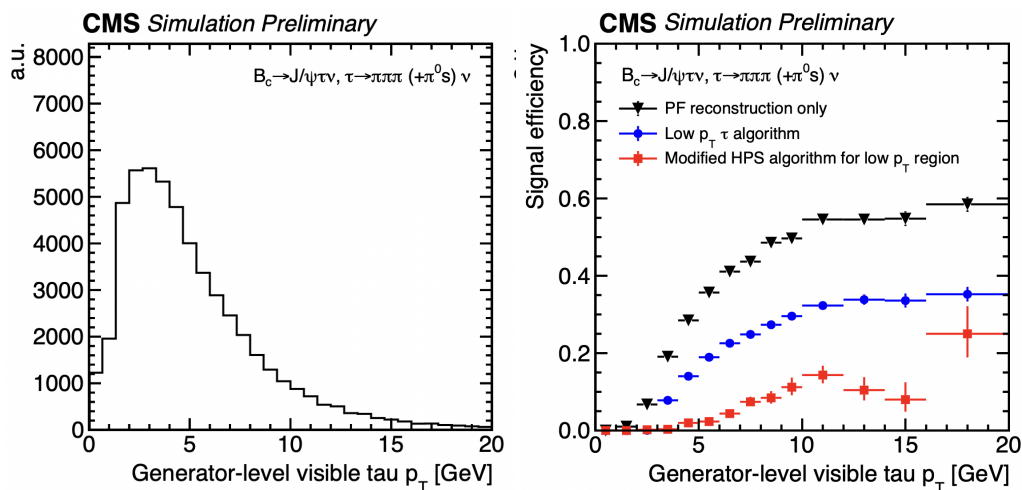 CMS Simulation Preliminary
a.u.
8000
7000
6000
5000
4000
3000
2000
1000
0
B_c→J/ψτν, τ→πππ (+π⁰s) ν
0 5 10 15 20
Generator-level visible tau p_T [GeV]
CMS Simulation Preliminary
Signal efficiency
1.0
0.8
0.6
0.4
0.2
0.0
B_c→J/ψτν, τ→πππ (+π⁰s) ν
PF reconstruction only
Low p_T τ algorithm
Modified HPS algorithm for low p_T region
0 5 10 15 20
Generator-level visible tau p_T [GeV]